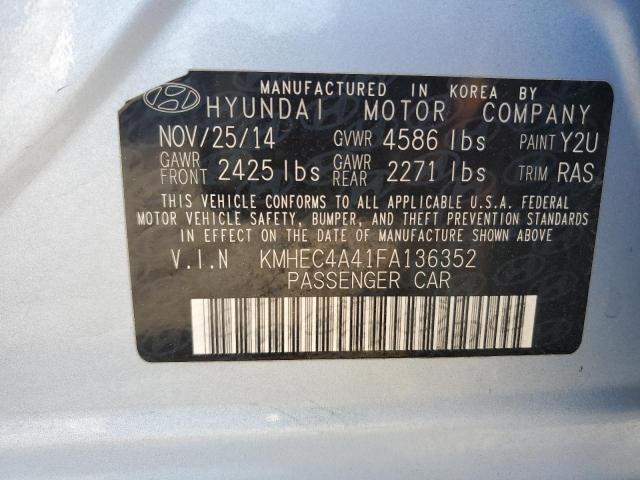 MANUFACTURED IN KOREA BY
HYUNDAI MOTOR COMPANY
NOV/25/14 GVWR 4586 lbs PAINT Y2U
GAWR FRONT 2425 lbs GAWR REAR 2271 lbs TRIM RAS
THIS VEHICLE CONFORMS TO ALL APPLICABLE U.S.A. FEDERAL
MOTOR VEHICLE SAFETY, BUMPER, AND THEFT PREVENTION STANDARDS
IN EFFECT ON THE DATE OF MANUFACTURE SHOWN ABOVE
V.I.N KMHEC4A41FA136352
PASSENGER CAR